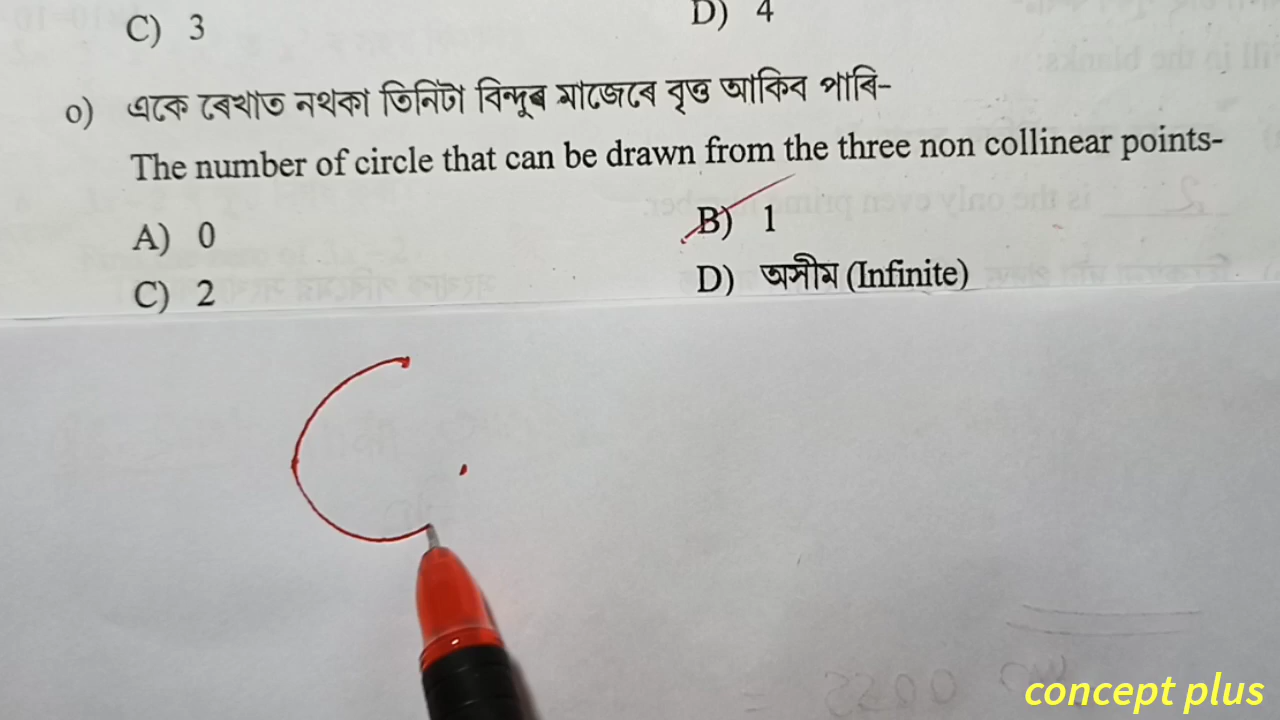 C) 3 D) 4
o) একে ৰেখাত নথকা তিনিটা বিন্দুৰ মাজেৰে বৃত্ত আকিব পাৰি-
The number of circle that can be drawn from the three non collinear points-
A) 0 B) 1
C) 2 D) অসীম (Infinite)
concept plus